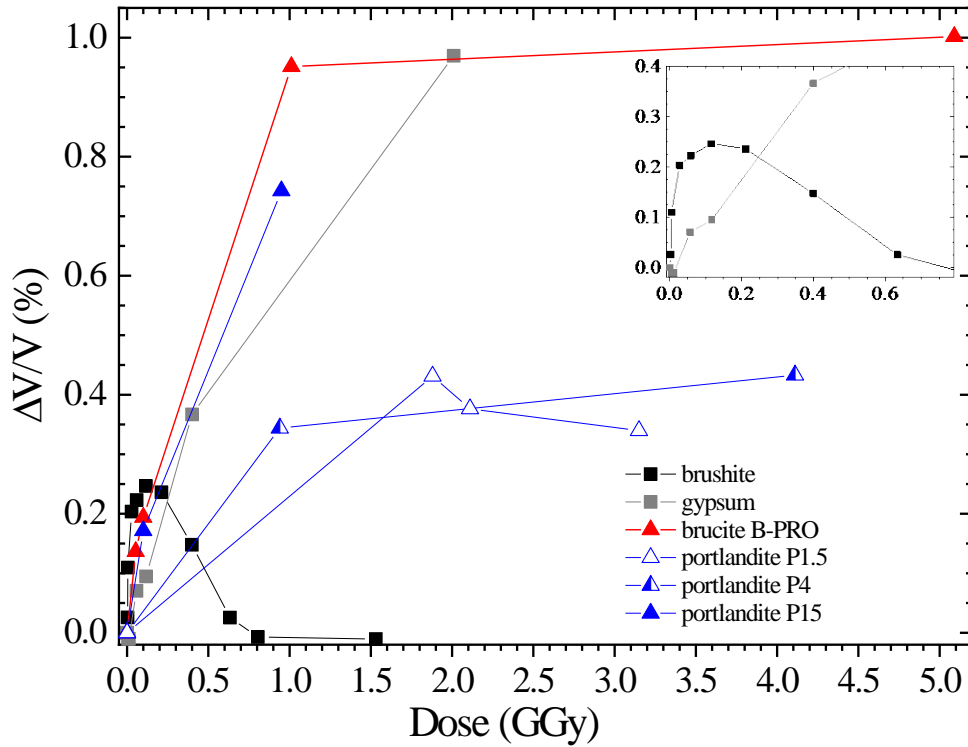 1.0
0.8
0.6
0.4
0.2
0.0
ΔV/V (%)
0.0 0.5 1.0 1.5 2.0 2.5 3.0 3.5 4.0 4.5 5.0
Dose (GGy)
0.4
0.3
0.2
0.1
0.0
0.0 0.2 0.4 0.6
brushite
gypsum
brucite B-PRO
portlandite P1.5
portlandite P4
portlandite P15